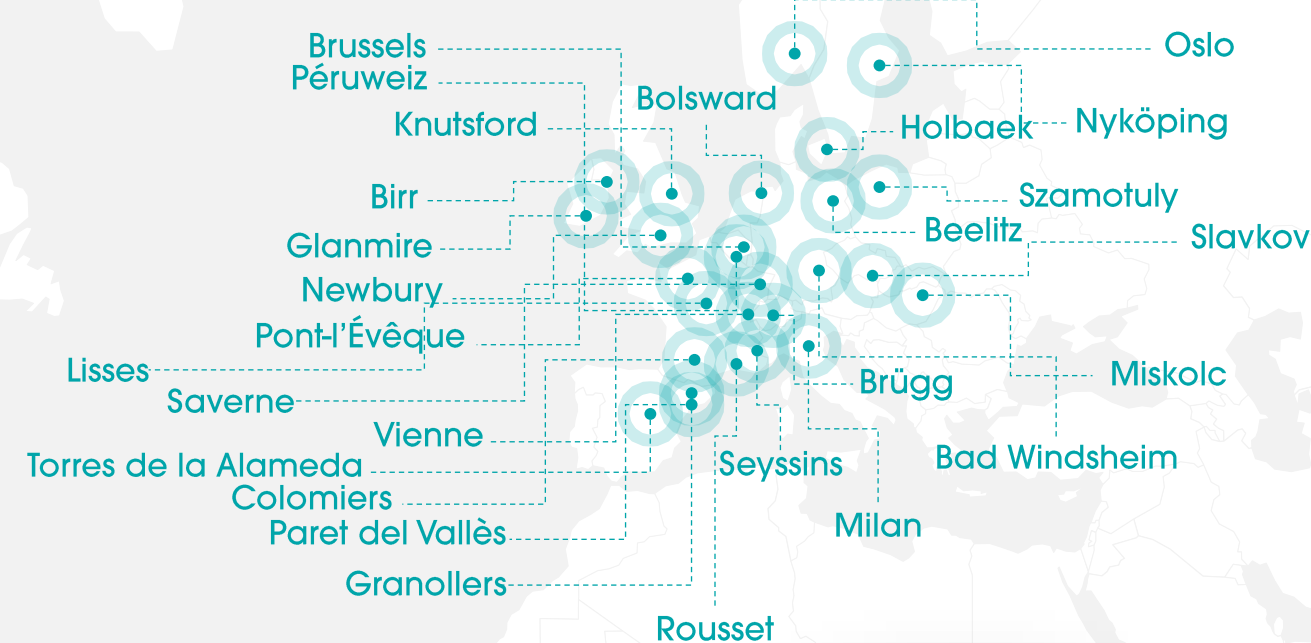 Oslo
Brussels
Péruweiz
Bolsward
Knutsford
Holbaek
Nyköping
Birr
Szamotuly
Glanmire
Beelitz
Slavkov
Newbury
Pont-l’Évêque
Lisses
Miskolc
Brügg
Saverne
Vienne
Torres de la Alameda
Seyssins
Bad Windsheim
Colomiers
Milan
Paret del Vallès
Granollers
Rousset